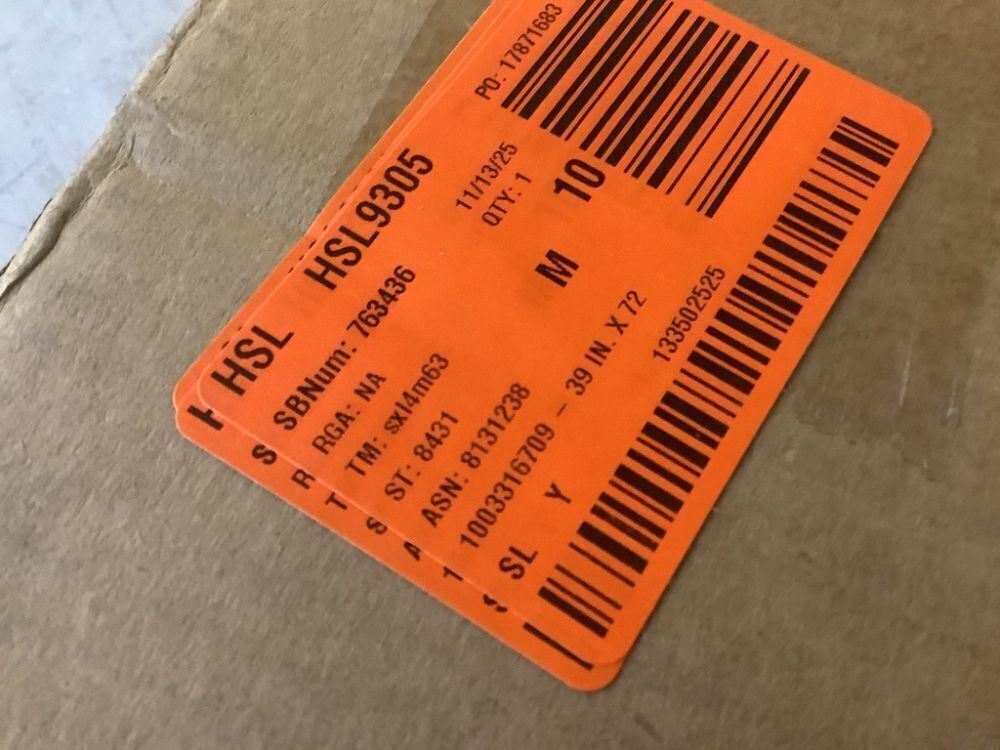 HSL HSL9305
SBNum: 763436
11/13/25
PO: 17871683
RGA: NA
QTY: 1
TM: sxl4m63
ST: 8431
M 10
ASN: 8131238
1003316709 – 39 IN. X 72
SL Y
133502525
H
S
R
T
S
A
1
S